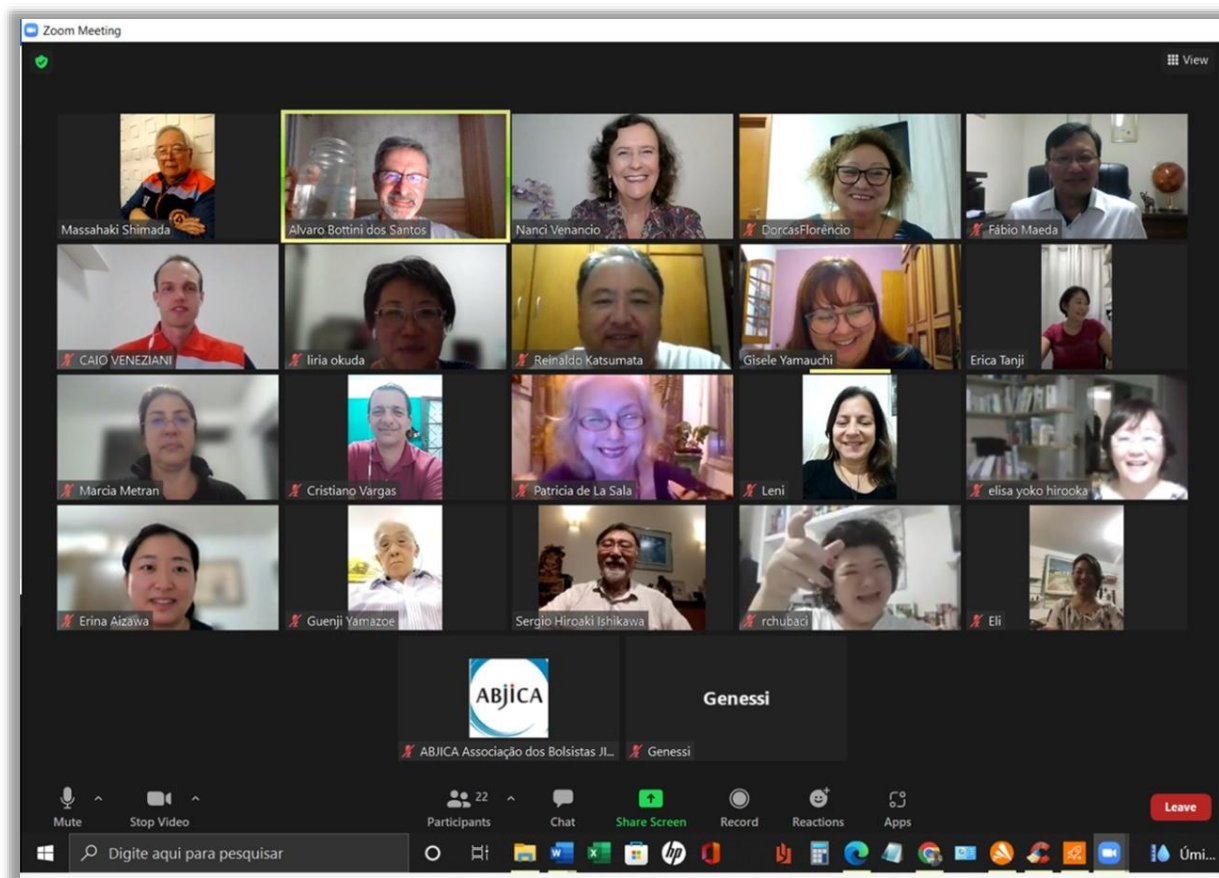 Zoom Meeting
View
Massahaki Shimada
Alvaro Bottini dos Santos
Nanci Venancio
DorcasFlorêncio
Fábio Maeda
CAIO VENEZIANI
liria okuda
Reinaldo Katsumata
Gisele Yamauchi
Erica Tanji
Marcia Metran
Cristiano Vargas
Patricia de La Sala
Leni
elisa yoko hirooka
Erina Aizawa
Guenji Yamazoe
Sergio Hiroaki Ishikawa
rchubaci
Eli
ABJICA
Genessi
ABJICA Associação dos Bolsistas JI...
Genessi
22
Mute
Stop Video
Participants
Chat
Share Screen
Record
Reactions
Apps
Leave
Digite aqui para pesquisar
hp
Úmi...